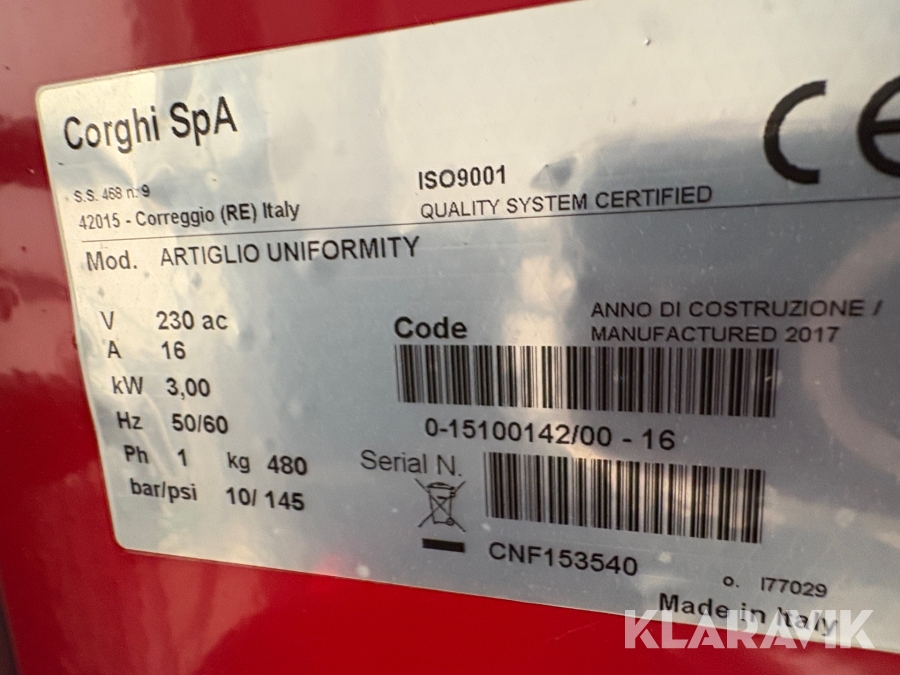 Corghi SpA
CE
S.S. 468 n. 9
42015 - Correggio (RE) Italy
ISO9001
QUALITY SYSTEM CERTIFIED
Mod. ARTIGLIO UNIFORMITY
V 230 ac
A 16
kW 3,00
Hz 50/60
Ph 1 kg 480
bar/psi 10/ 145
ANNO DI COSTRUZIONE /
MANUFACTURED 2017
Code
0-15100142/00 - 16
Serial N.
CNF153540
o. I77029
Made in Italy
KLARAVIK